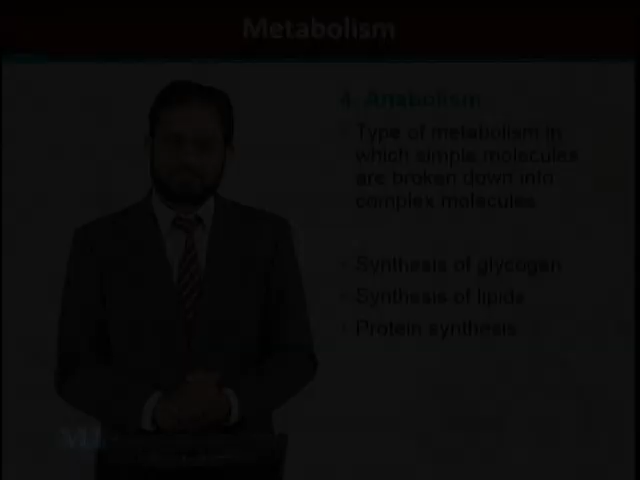 Metabolism
4. Anabolism
Type of metabolism in
which simple molecules
are broken down into
complex molecules
Synthesis of glycogen
Synthesis of lipids
Protein synthesis